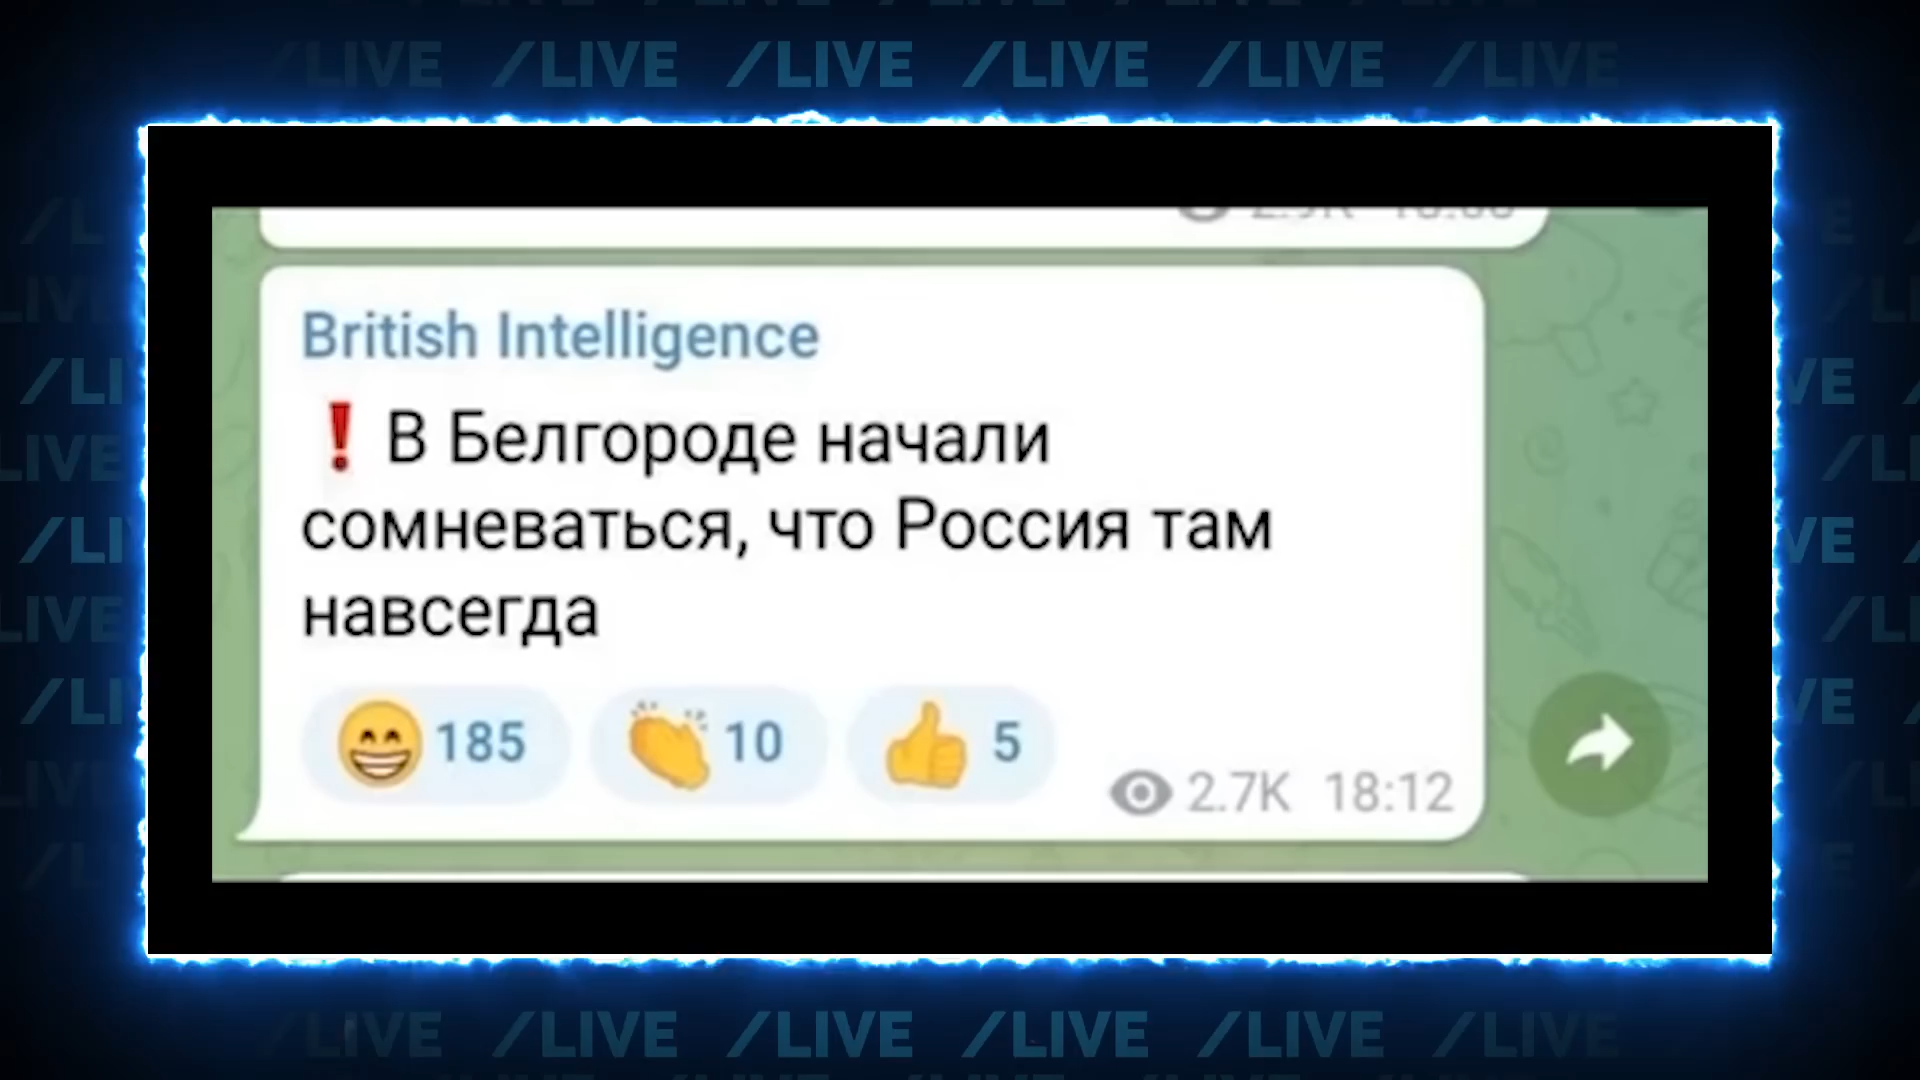 /LIVE /LIVE /LIVE /LIVE /LIVE /LIVE
British Intelligence
❗ В Белгороде начали
сомневаться, что Россия там
навсегда
😁 185 👏 10 👍 5
2.7K 18:12
/LIVE /LIVE /LIVE /LIVE /LIVE /LIVE